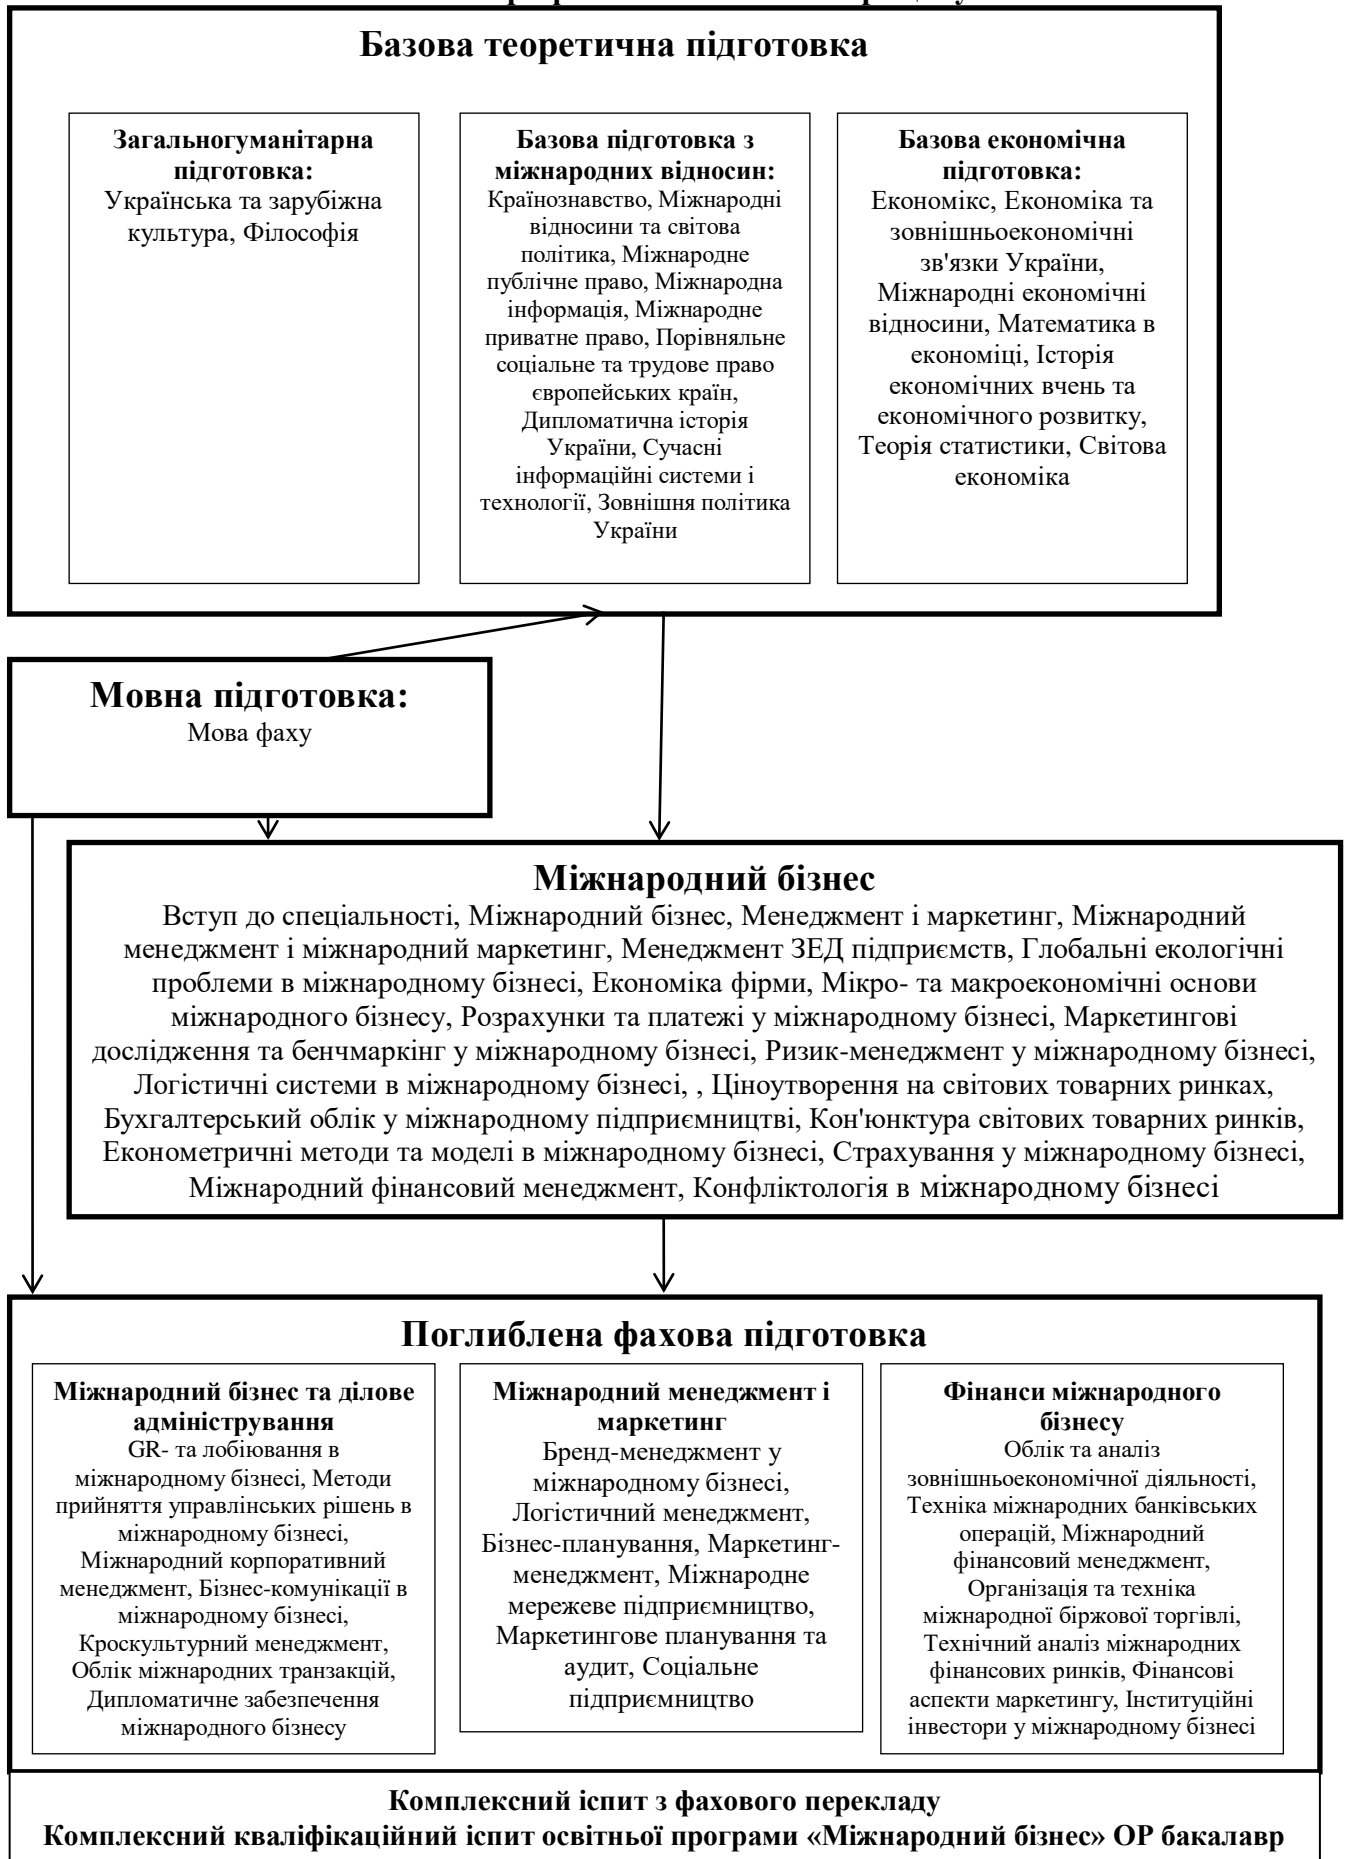 Базова теоретична підготовка
Загальногуманітарна
підготовка:
Українська та зарубіжна
культура, Філософія
Базова підготовка з
міжнародних відносин:
Країнознавство, Міжнародні
відносини та світова
політика, Міжнародне
публічне право, Міжнародна
інформація, Міжнародне
приватне право, Порівняльне
соціальне та трудове право
європейських країн,
Дипломатична історія
України, Сучасні
інформаційні системи і
технології, Зовнішня політика
України
Базова економічна
підготовка:
Економікс, Економіка та
зовнішньоекономічні
зв'язки України,
Міжнародні економічні
відносини, Математика в
економіці, Історія
економічних вчень та
економічного розвитку,
Теорія статистики, Світова
економіка
Мовна підготовка:
Мова фаху
Міжнародний бізнес
Вступ до спеціальності, Міжнародний бізнес, Менеджмент і маркетинг, Міжнародний
менеджмент і міжнародний маркетинг, Менеджмент ЗЕД підприємств, Глобальні екологічні
проблеми в міжнародному бізнесі, Економіка фірми, Мікро- та макроекономічні основи
міжнародного бізнесу, Розрахунки та платежі у міжнародному бізнесі, Маркетингові
дослідження та бенчмаркінг у міжнародному бізнесі, Ризик-менеджмент у міжнародному бізнесі,
Логістичні системи в міжнародному бізнесі, , Ціноутворення на світових товарних ринках,
Бухгалтерський облік у міжнародному підприємництві, Кон'юнктура світових товарних ринків,
Економетричні методи та моделі в міжнародному бізнесі, Страхування у міжнародному бізнесі,
Міжнародний фінансовий менеджмент, Конфліктологія в міжнародному бізнесі
Поглиблена фахова підготовка
Міжнародний бізнес та ділове
адміністрування
GR- та лобіювання в
міжнародному бізнесі, Методи
прийняття управлінських рішень в
міжнародному бізнесі,
Міжнародний корпоративний
менеджмент, Бізнес-комунікації в
міжнародному бізнесі,
Кроскультурний менеджмент,
Облік міжнародних транзакцій,
Дипломатичне забезпечення
міжнародного бізнесу
Міжнародний менеджмент і
маркетинг
Бренд-менеджмент у
міжнародному бізнесі,
Логістичний менеджмент,
Бізнес-планування, Маркетинг-
менеджмент, Міжнародне
мережеве підприємництво,
Маркетингове планування та
аудит, Соціальне
підприємництво
Фінанси міжнародного
бізнесу
Облік та аналіз
зовнішньоекономічної діяльності,
Техніка міжнародних банківських
операцій, Міжнародний
фінансовий менеджмент,
Організація та техніка
міжнародної біржової торгівлі,
Технічний аналіз міжнародних
фінансових ринків, Фінансові
аспекти маркетингу, Інституційні
інвестори у міжнародному бізнесі
Комплексний іспит з фахового перекладу
Комплексний кваліфікаційний іспит освітньої програми «Міжнародний бізнес» ОР бакалавр